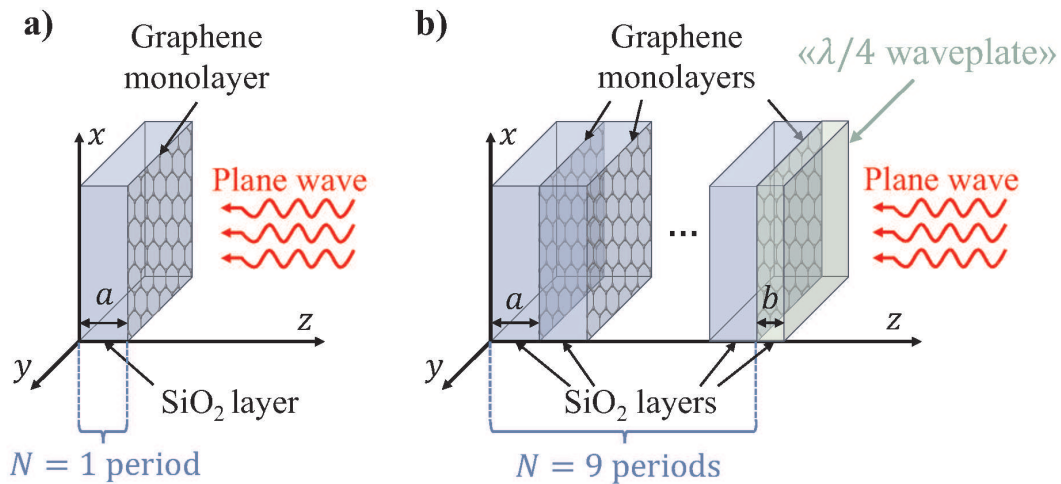 a)
Graphene
monolayer
x
Plane wave
a
z
y
SiO₂ layer
N = 1 period
b)
Graphene
monolayers
«λ/4 waveplate»
x
Plane wave
...
a
b
z
y
SiO₂ layers
N = 9 periods